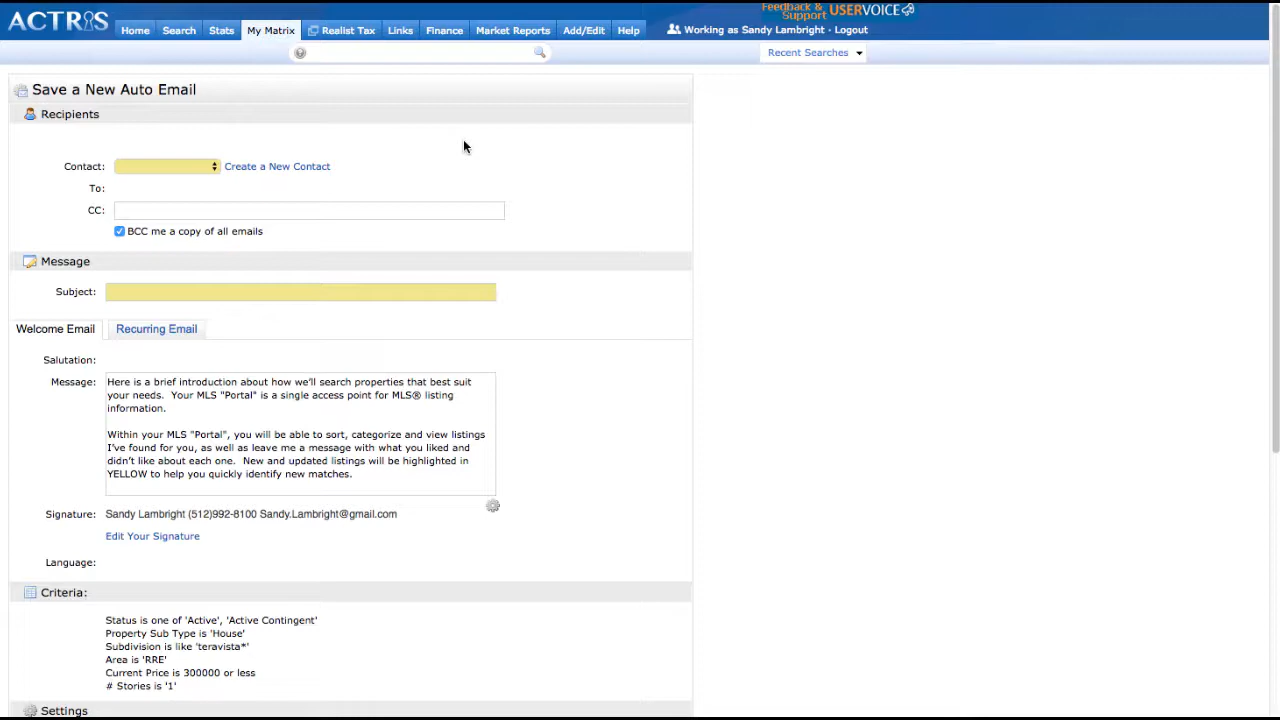 ACTRIS
Feedback &
Support USERVOICE
Home Search Stats My Matrix Realist Tax Links Finance Market Reports Add/Edit Help Working as Sandy Lambright - Logout
Recent Searches
Save a New Auto Email
Recipients
Contact: Create a New Contact
To:
CC:
BCC me a copy of all emails
Message
Subject:
Welcome Email Recurring Email
Salutation:
Message: Here is a brief introduction about how we'll search properties that best suit
your needs. Your MLS "Portal" is a single access point for MLS® listing
information.
Within your MLS "Portal", you will be able to sort, categorize and view listings
I've found for you, as well as leave me a message with what you liked and
didn't like about each one. New and updated listings will be highlighted in
YELLOW to help you quickly identify new matches.
Signature: Sandy Lambright (512)992-8100 Sandy.Lambright@gmail.com
Edit Your Signature
Language:
Criteria:
Status is one of 'Active', 'Active Contingent'
Property Sub Type is 'House'
Subdivision is like 'teravista*'
Area is 'RRE'
Current Price is 300000 or less
# Stories is '1'
Settings